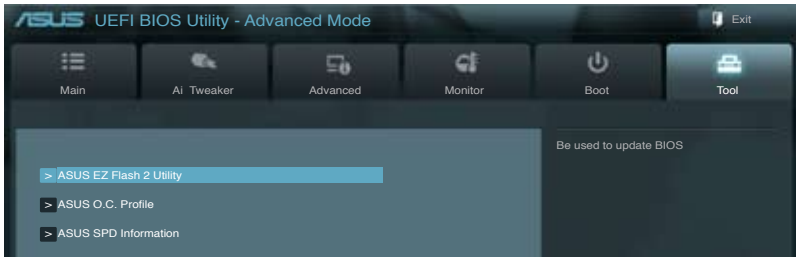 ASUS UEFI BIOS Utility - Advanced Mode Exit
Main Ai Tweaker Advanced Monitor Boot Tool
Be used to update BIOS
> ASUS EZ Flash 2 Utility
> ASUS O.C. Profile
> ASUS SPD Information